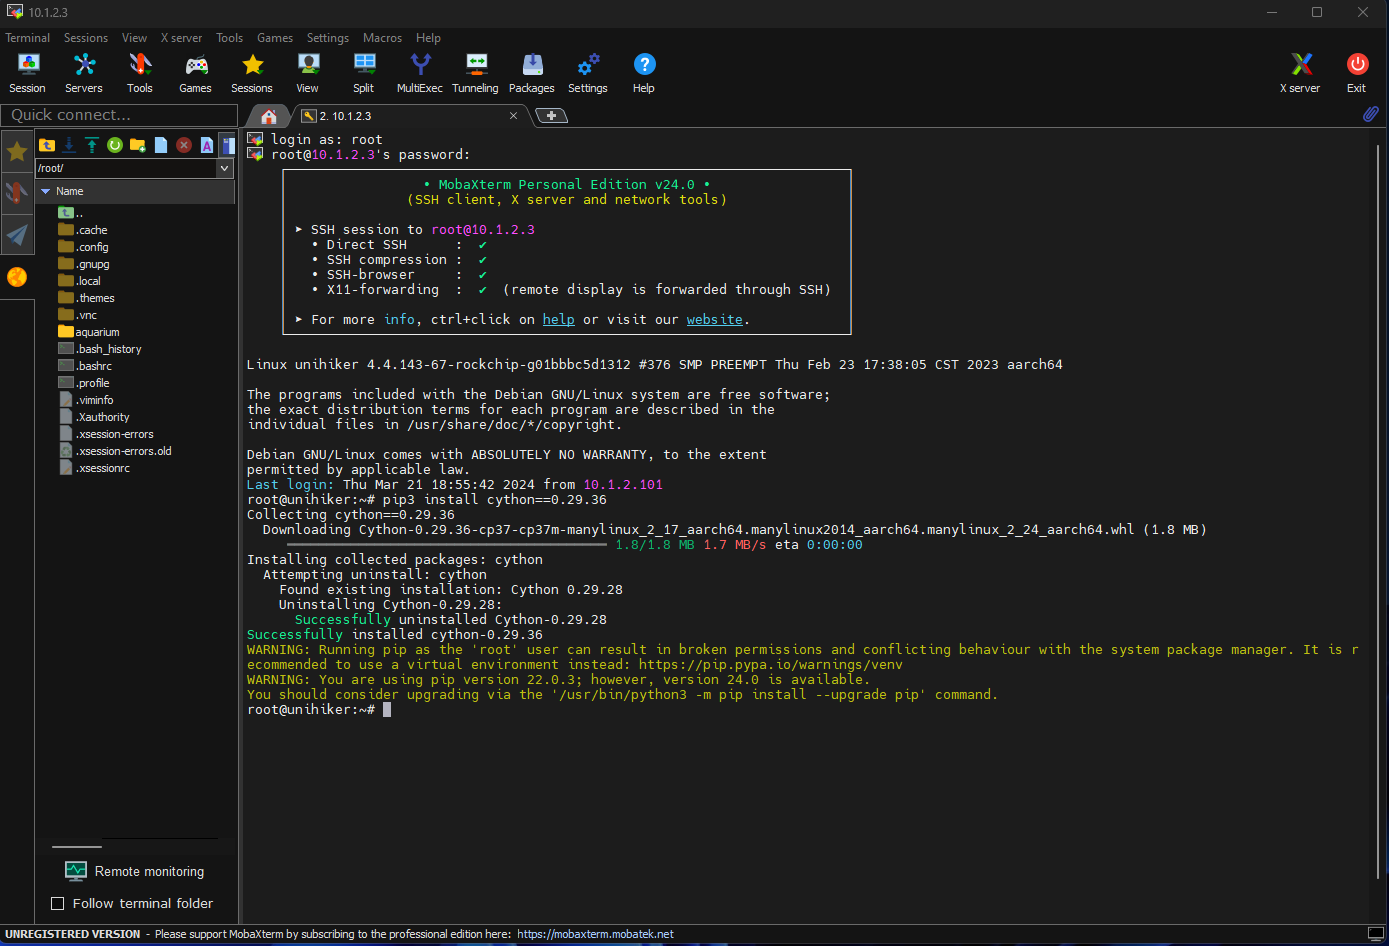 10.1.2.3
Terminal Sessions View X server Tools Games Settings Macros Help
Session Servers Tools Games Sessions View Split MultiExec Tunneling Packages Settings Help X server Exit
Quick connect...
2. 10.1.2.3
/root/
Name
..
.cache
.config
.gnupg
.local
.themes
.vnc
aquarium
.bash_history
.bashrc
.profile
.viminfo
.Xauthority
.xsession-errors
.xsession-errors.old
.xsessionrc
Remote monitoring
Follow terminal folder
login as: root
root@10.1.2.3's password:
• MobaXterm Personal Edition v24.0 •
(SSH client, X server and network tools)
➤ SSH session to root@10.1.2.3
• Direct SSH : ✔
• SSH compression : ✔
• SSH-browser : ✔
• X11-forwarding : ✔ (remote display is forwarded through SSH)
➤ For more info, ctrl+click on help or visit our website.
Linux unihiker 4.4.143-67-rockchip-g01bbbc5d1312 #376 SMP PREEMPT Thu Feb 23 17:38:05 CST 2023 aarch64
The programs included with the Debian GNU/Linux system are free software;
the exact distribution terms for each program are described in the
individual files in /usr/share/doc/*/copyright.
Debian GNU/Linux comes with ABSOLUTELY NO WARRANTY, to the extent
permitted by applicable law.
Last login: Thu Mar 21 18:55:42 2024 from 10.1.2.101
root@unihiker:~# pip3 install cython==0.29.36
Collecting cython==0.29.36
Downloading Cython-0.29.36-cp37-cp37m-manylinux_2_17_aarch64.manylinux2014_aarch64.manylinux_2_24_aarch64.whl (1.8 MB)
1.8/1.8 MB 1.7 MB/s eta 0:00:00
Installing collected packages: cython
Attempting uninstall: cython
Found existing installation: Cython 0.29.28
Uninstalling Cython-0.29.28:
Successfully uninstalled Cython-0.29.28
Successfully installed cython-0.29.36
WARNING: Running pip as the 'root' user can result in broken permissions and conflicting behaviour with the system package manager. It is r
ecommended to use a virtual environment instead: https://pip.pypa.io/warnings/venv
WARNING: You are using pip version 22.0.3; however, version 24.0 is available.
You should consider upgrading via the '/usr/bin/python3 -m pip install --upgrade pip' command.
root@unihiker:~#
UNREGISTERED VERSION - Please support MobaXterm by subscribing to the professional edition here: https://mobaxterm.mobatek.net